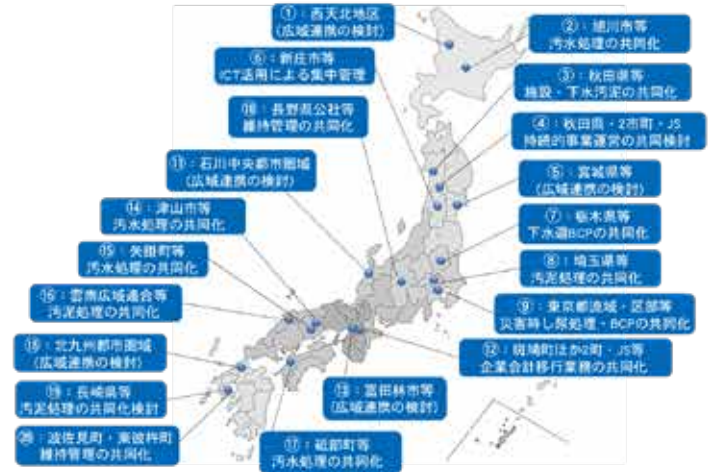 ①：西天北地区
（広域連携の検討）
②：旭川市等
汚水処理の共同化
③：秋田県等
施設・下水汚泥の共同化
④：秋田県・2市町・JS
持続的事業運営の共同検討
⑤：宮城県等
（広域連携の検討）
⑥：新庄市等
ICT活用による集中管理
⑦：栃木県等
下水道BCPの共同化
⑧：埼玉県等
汚泥処理の共同化
⑨：東京都流域・区部等
災害時し尿処理・BCPの共同化
⑩：長野県公社等
維持管理の共同化
⑪：石川中央都市圏域
（広域連携の検討）
⑫：斑鳩町ほか2町・JS等
企業会計移行業務の共同化
⑬：富田林市等
（広域連携の検討）
⑭：津山市等
汚水処理の共同化
⑮：矢掛町等
汚水処理の共同化
⑯：雲南広域連合等
汚泥処理の共同化
⑰：砥部町等
汚水処理の共同化
⑱：北九州都市圏域
（広域連携の検討）
⑲：長崎県等
汚泥処理の共同化検討
⑳：波佐見町・東彼杵町
維持管理の共同化